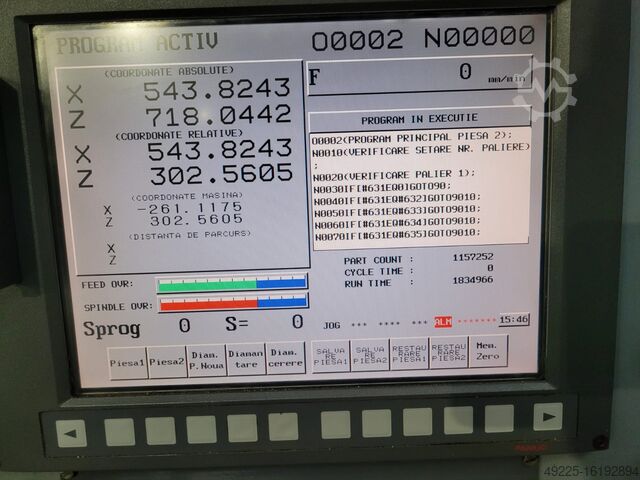 PROGRAM ACTIV O0002 N00000
(COORDONATE ABSOLUTE)
X 543.8243
Z 718.0442
(COORDONATE RELATIVE)
X 543.8243
Z 302.5605
(COORDONATE MASINA)
X -261.1175
Z 302.5605
(DISTANTA DE PARCURS)
X
Z
F 0 mm/min
PROGRAM IN EXECUTIE
O0002(PROGRAM PRINCIPAL PIESA 2);
N0010(VERIFICARE SETARE NR. PALIERE)
;
N0020(VERIFICARE PALIER 1);
N0030IF[#631EQ0]GOTO90;
N0040IF[#631EQ#632]GOTO9010;
N0050IF[#631EQ#633]GOTO9010;
N0060IF[#631EQ#634]GOTO9010;
N0070IF[#631EQ#635]GOTO9010;
PART COUNT : 1157252
CYCLE TIME : 0
RUN TIME : 1834966
FEED OVR:
SPINDLE OVR:
Sprog 0 S= 0 JOG *** **** *** ALM ******* 15:46
Piesa1
Piesa2
Diam.
P.Noua
Diaman
tare
Diam.
cerere
SALVA
RE
PIESA1
SALVA
RE
PIESA2
RESTAU
RARE
PIESA1
RESTAU
RARE
PIESA2
Mem.
Zero
FANUC
49225-16192894